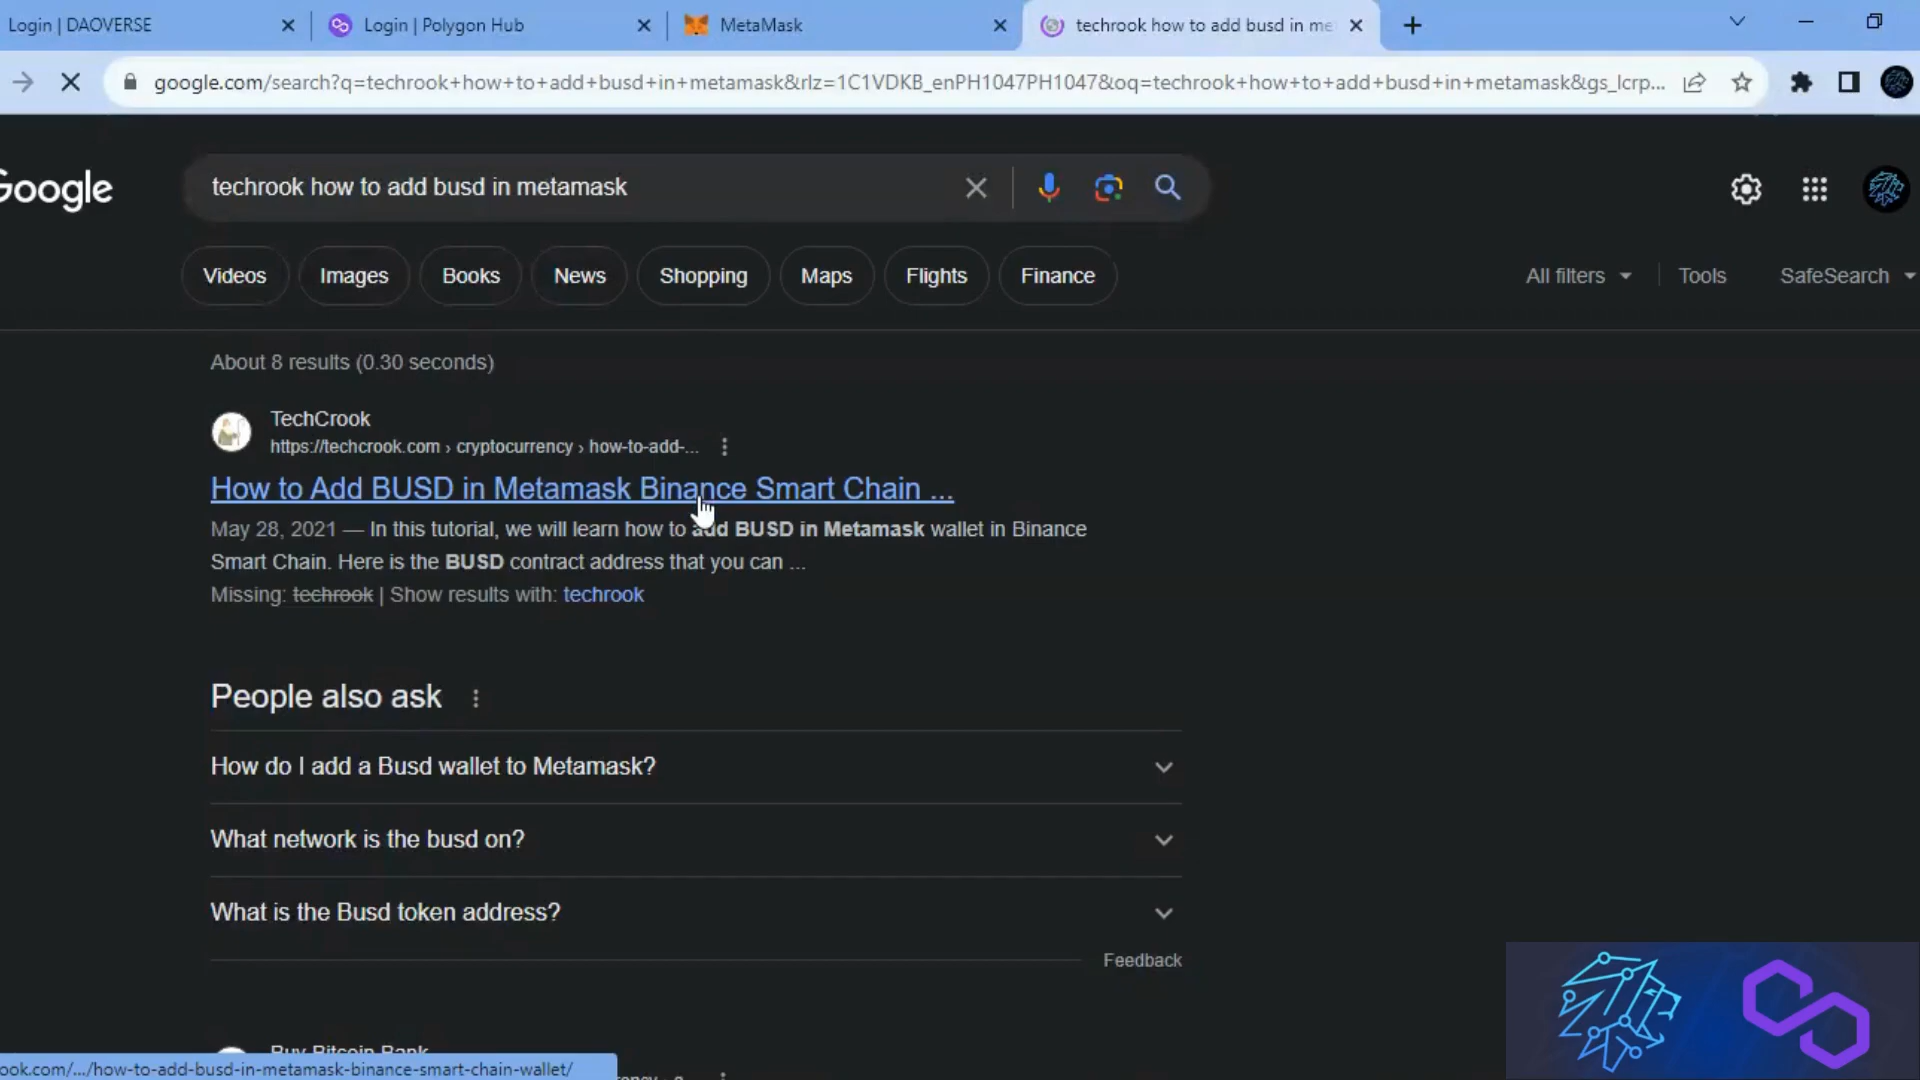 Login | DAOVERSE
Login | Polygon Hub
MetaMask
techrook how to add busd in me
google.com/search?q=techrook+how+to+add+busd+in+metamask&rlz=1C1VDKB_enPH1047PH1047&oq=techrook+how+to+add+busd+in+metamask&gs_lcrp...
Google
techrook how to add busd in metamask
Videos
Images
Books
News
Shopping
Maps
Flights
Finance
All filters
Tools
SafeSearch
About 8 results (0.30 seconds)
TechCrook
https://techcrook.com › cryptocurrency › how-to-add-...
How to Add BUSD in Metamask Binance Smart Chain ...
May 28, 2021 — In this tutorial, we will learn how to add BUSD in Metamask wallet in Binance
Smart Chain. Here is the BUSD contract address that you can ...
Missing: techrook | Show results with: techrook
People also ask
How do I add a Busd wallet to Metamask?
What network is the busd on?
What is the Busd token address?
Feedback
Buy Bitcoin Bank
ook.com/.../how-to-add-busd-in-metamask-binance-smart-chain-wallet/